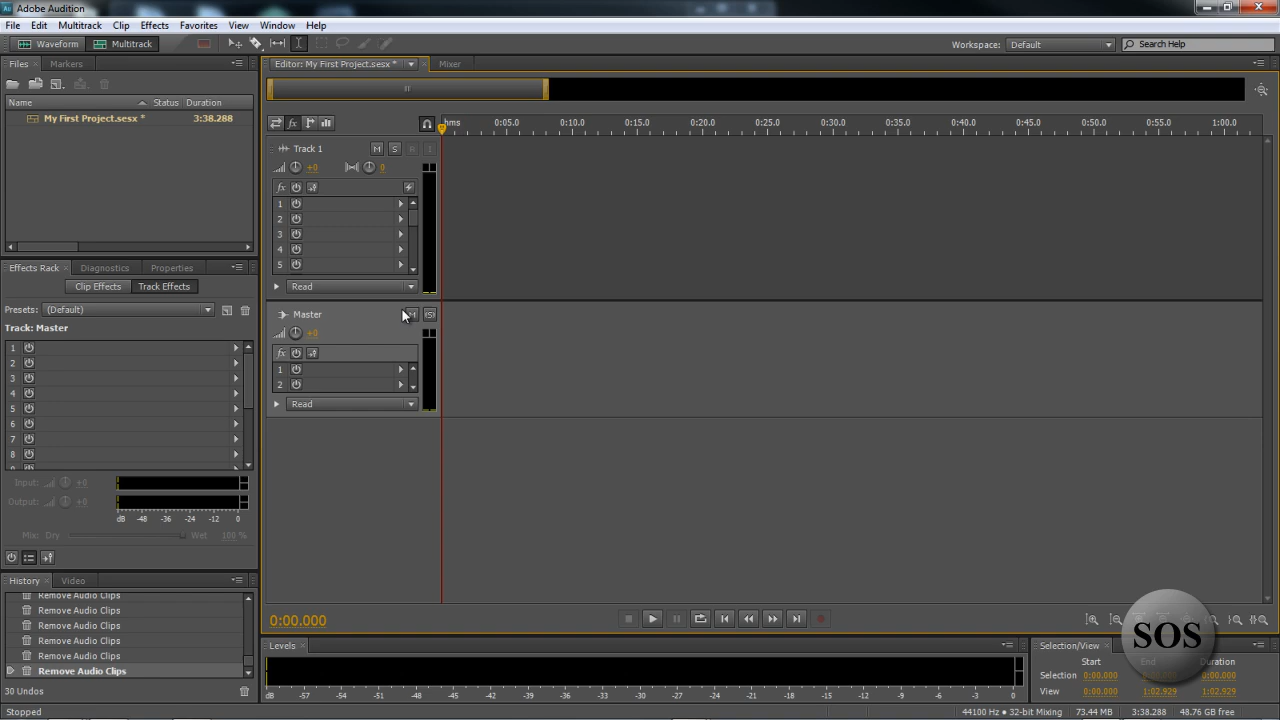 Adobe Audition
File Edit Multitrack Clip Effects Favorites View Window Help
Waveform Multitrack Workspace: Default Search Help
Files Markers
Name Status Duration
My First Project.sesx * 3:38.288
Editor: My First Project.sesx * Mixer
hms 0:05.0 0:10.0 0:15.0 0:20.0 0:25.0 0:30.0 0:35.0 0:40.0 0:45.0 0:50.0 0:55.0 1:00.0
Track 1 M S R I
+0 0
fx
1
2
3
4
5
Read
Master M (S)
+0
fx
1
2
Read
Effects Rack Diagnostics Properties
Clip Effects Track Effects
Presets: (Default)
Track: Master
1
2
3
4
5
6
7
8
Input: +0
Output: +0
dB -48 -36 -24 -12 0
Mix: Dry Wet 100 %
History Video
Remove Audio Clips
Remove Audio Clips
Remove Audio Clips
Remove Audio Clips
Remove Audio Clips
Remove Audio Clips
30 Undos
Stopped
0:00.000
Levels
dB -57 -54 -51 -48 -45 -42 -39 -36 -33 -30 -27 -24 -21 -18 -15 -12 -9 -6 -3 0
Selection/View
Start End Duration
Selection 0:00.000 0:00.000 0:00.000
View 0:00.000 1:02.929 1:02.929
44100 Hz • 32-bit Mixing 73.44 MB 3:38.288 48.76 GB free
SOS